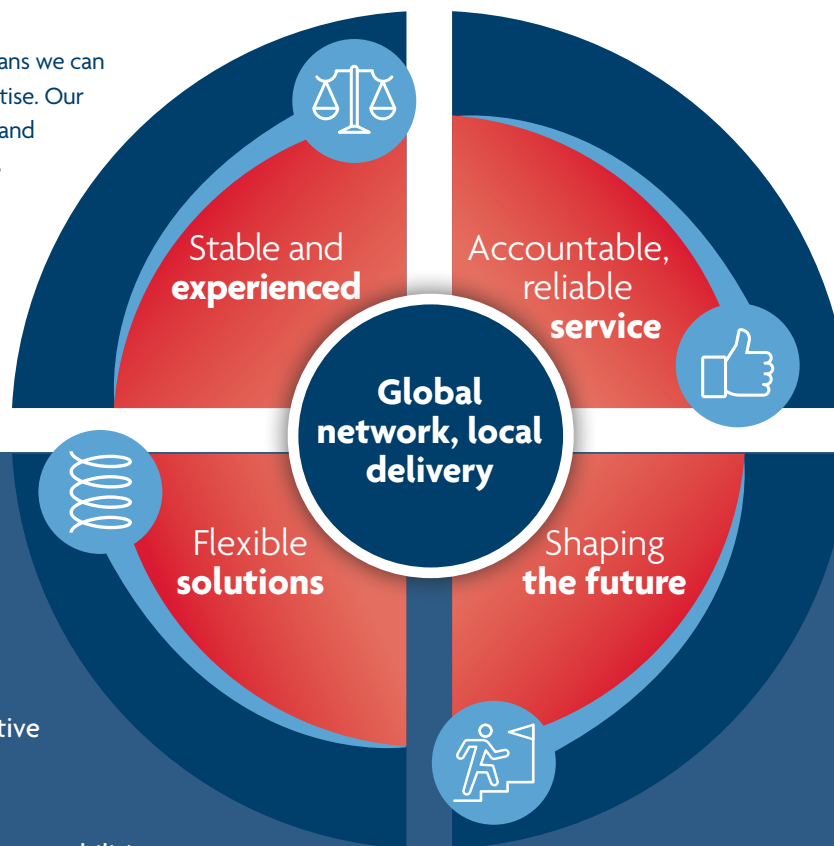 ans we can
tise. Our
and
Stable and
experienced
Accountable,
reliable
service
Global
network, local
delivery
Flexible
solutions
Shaping
the future
tive